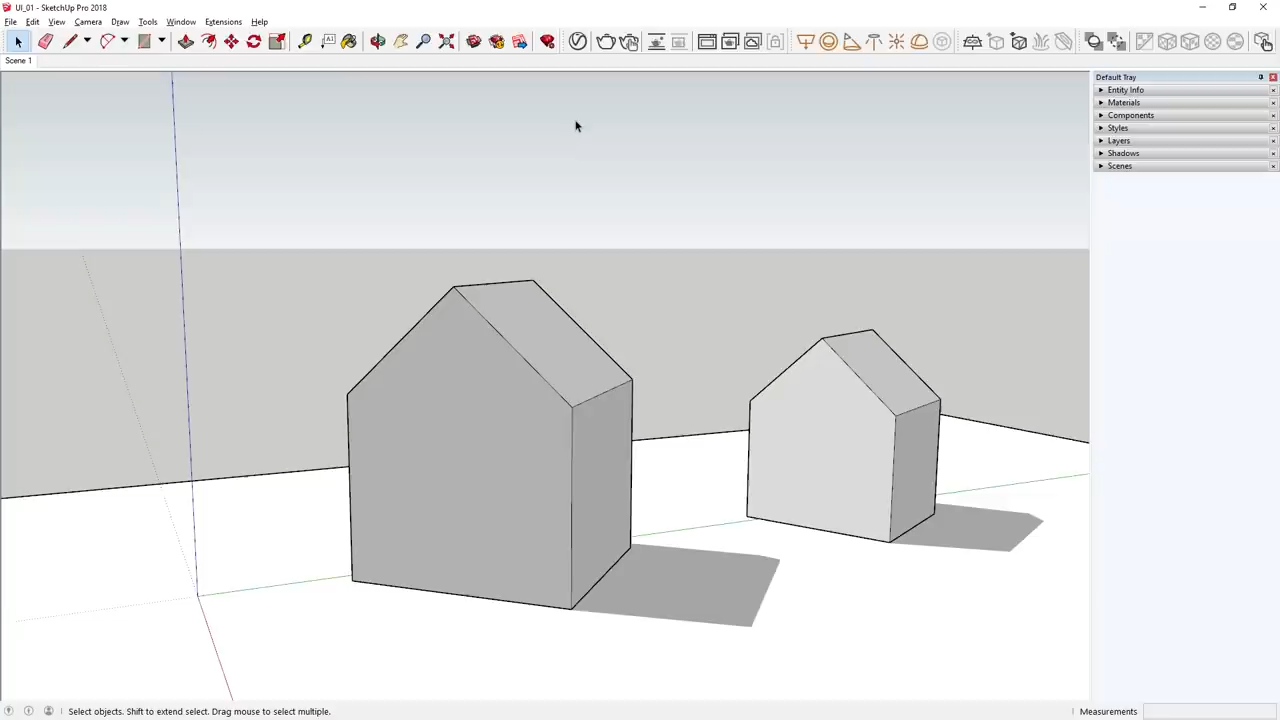 UI_01 - SketchUp Pro 2018
File Edit View Camera Draw Tools Window Extensions Help
Scene 1
Default Tray
Entity Info
Materials
Components
Styles
Layers
Shadows
Scenes
Select objects. Shift to extend select. Drag mouse to select multiple.
Measurements